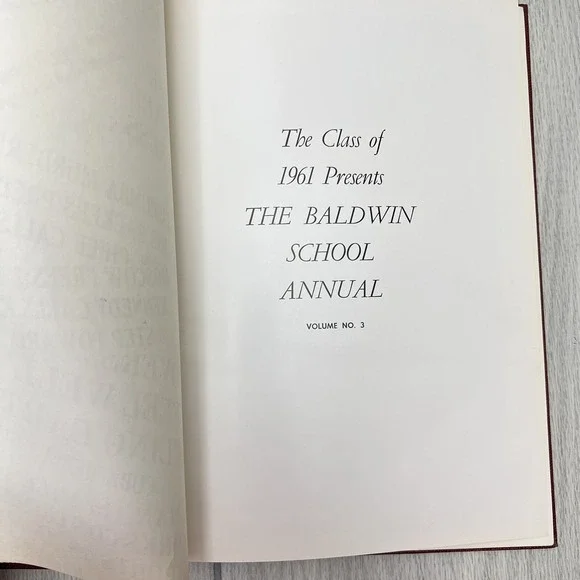 The Class of
1961 Presents
THE BALDWIN
SCHOOL
ANNUAL
VOLUME NO. 3